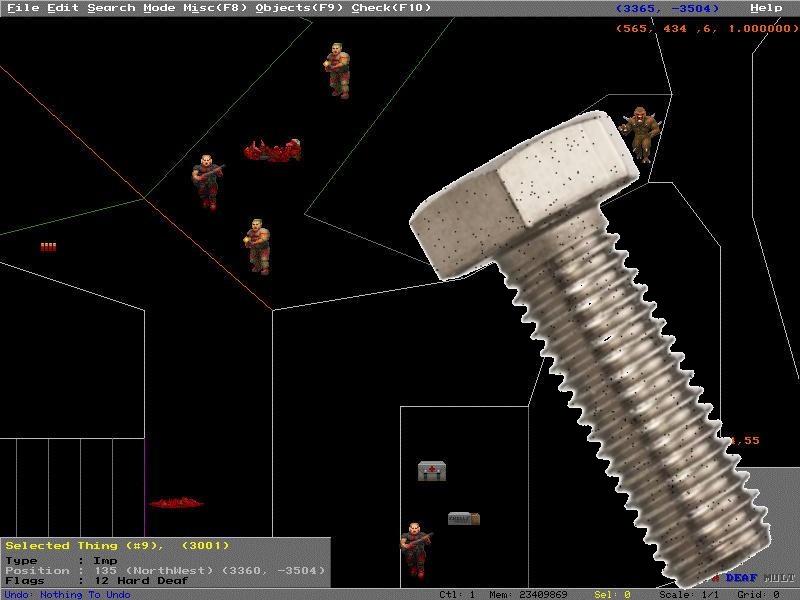 File Edit Search Mode Misc(F8) Objects(F9) Check(F10) (3365, -3504) Help
(565, 434 ,6, 1.000000)
,55
SHELLS
Selected Thing (#9), (3001)
Type : Imp
Position : 135 (NorthWest) (3360, -3504)
Flags : 12 Hard Deaf
DEAF MULT
Undo: Nothing To Undo Ctl: 1 Mem: 23409869 Sel: 0 Scale: 1/1 Grid: 0